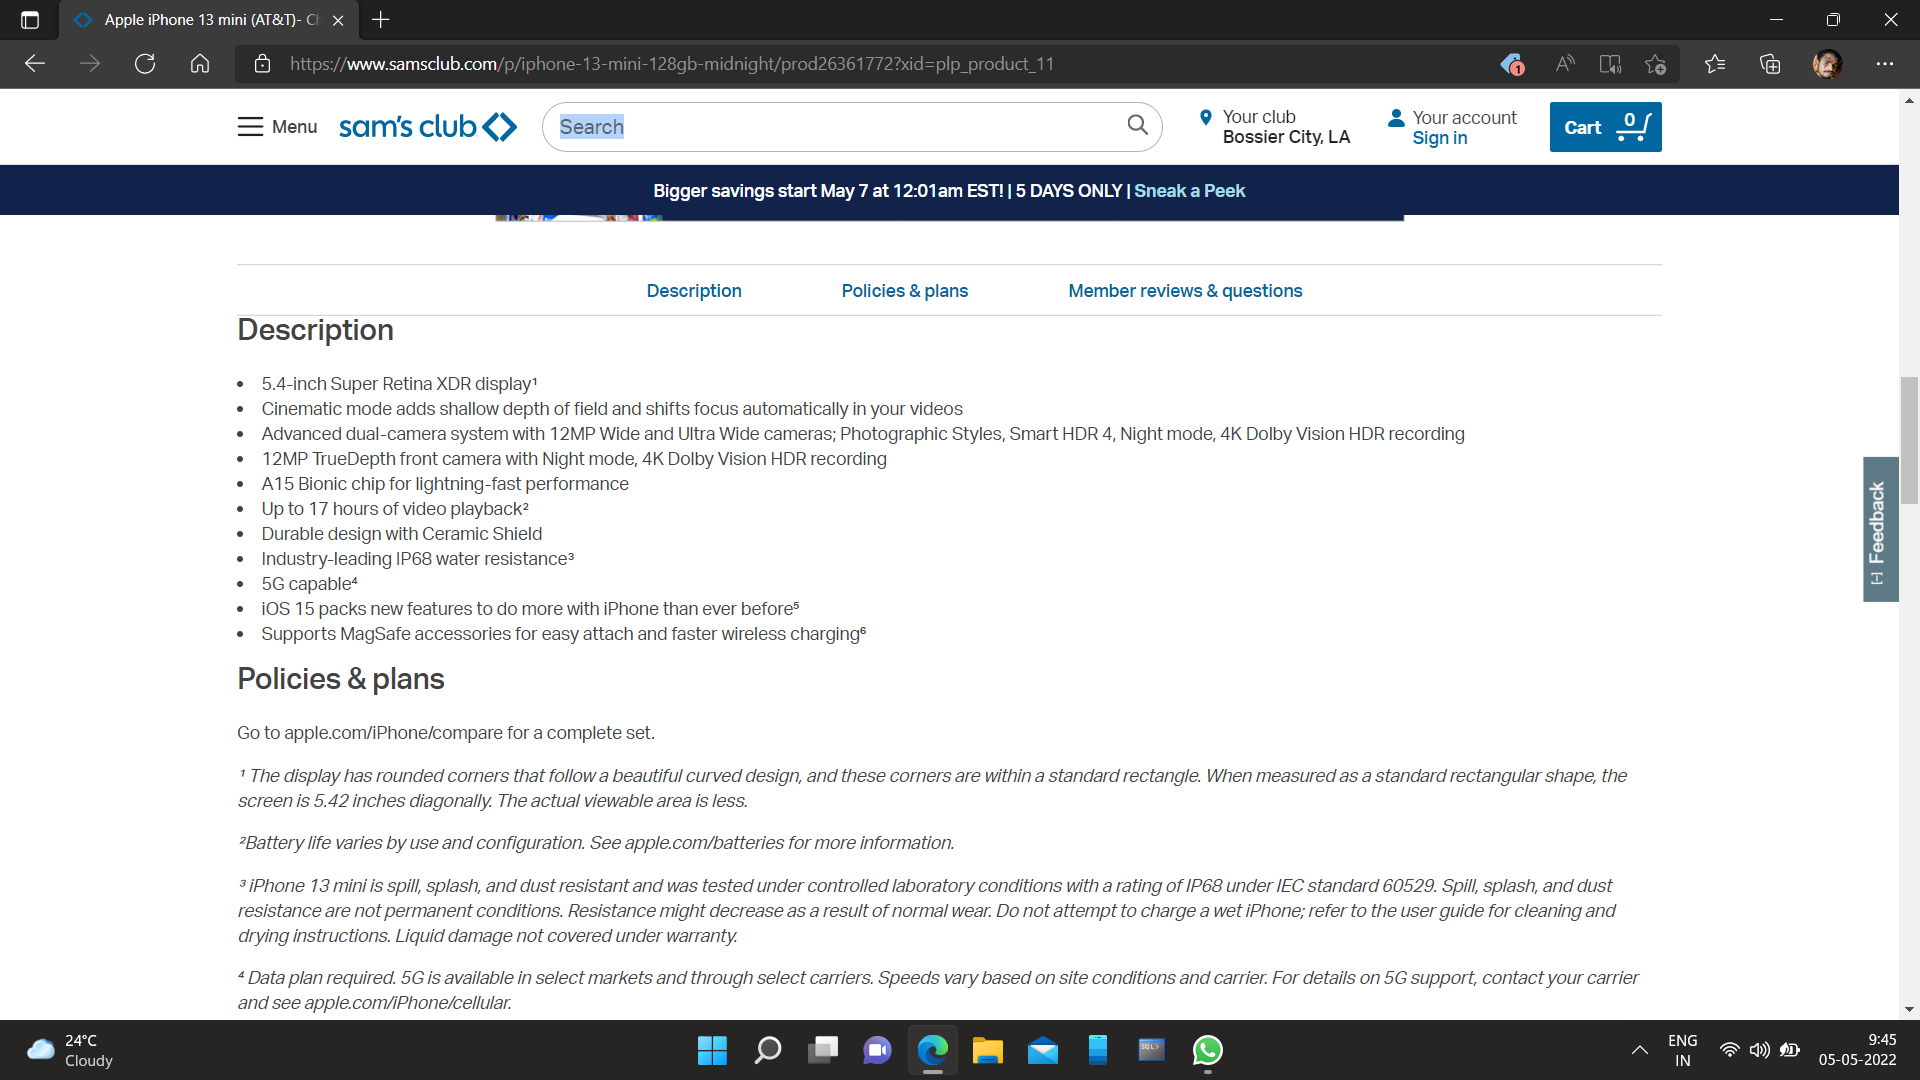 Apple iPhone 13 mini (AT&T)- Ch
https://www.samsclub.com/p/iphone-13-mini-128gb-midnight/prod26361772?xid=plp_product_11
1
Menu
sam's club
Search
Your club
Bossier City, LA
Your account
Sign in
Cart
0
Bigger savings start May 7 at 12:01am EST! | 5 DAYS ONLY | Sneak a Peek
Description
Policies & plans
Member reviews & questions
Description
• 5.4-inch Super Retina XDR display¹
• Cinematic mode adds shallow depth of field and shifts focus automatically in your videos
• Advanced dual-camera system with 12MP Wide and Ultra Wide cameras; Photographic Styles, Smart HDR 4, Night mode, 4K Dolby Vision HDR recording
• 12MP TrueDepth front camera with Night mode, 4K Dolby Vision HDR recording
• A15 Bionic chip for lightning-fast performance
• Up to 17 hours of video playback²
• Durable design with Ceramic Shield
• Industry-leading IP68 water resistance³
• 5G capable⁴
• iOS 15 packs new features to do more with iPhone than ever before⁵
• Supports MagSafe accessories for easy attach and faster wireless charging⁶
[-] Feedback
Policies & plans
Go to apple.com/iPhone/compare for a complete set.
¹ The display has rounded corners that follow a beautiful curved design, and these corners are within a standard rectangle. When measured as a standard rectangular shape, the
screen is 5.42 inches diagonally. The actual viewable area is less.
²Battery life varies by use and configuration. See apple.com/batteries for more information.
³ iPhone 13 mini is spill, splash, and dust resistant and was tested under controlled laboratory conditions with a rating of IP68 under IEC standard 60529. Spill, splash, and dust
resistance are not permanent conditions. Resistance might decrease as a result of normal wear. Do not attempt to charge a wet iPhone; refer to the user guide for cleaning and
drying instructions. Liquid damage not covered under warranty.
⁴ Data plan required. 5G is available in select markets and through select carriers. Speeds vary based on site conditions and carrier. For details on 5G support, contact your carrier
and see apple.com/iPhone/cellular.
24°C
Cloudy
SQL>
ENG
IN
9:45
05-05-2022